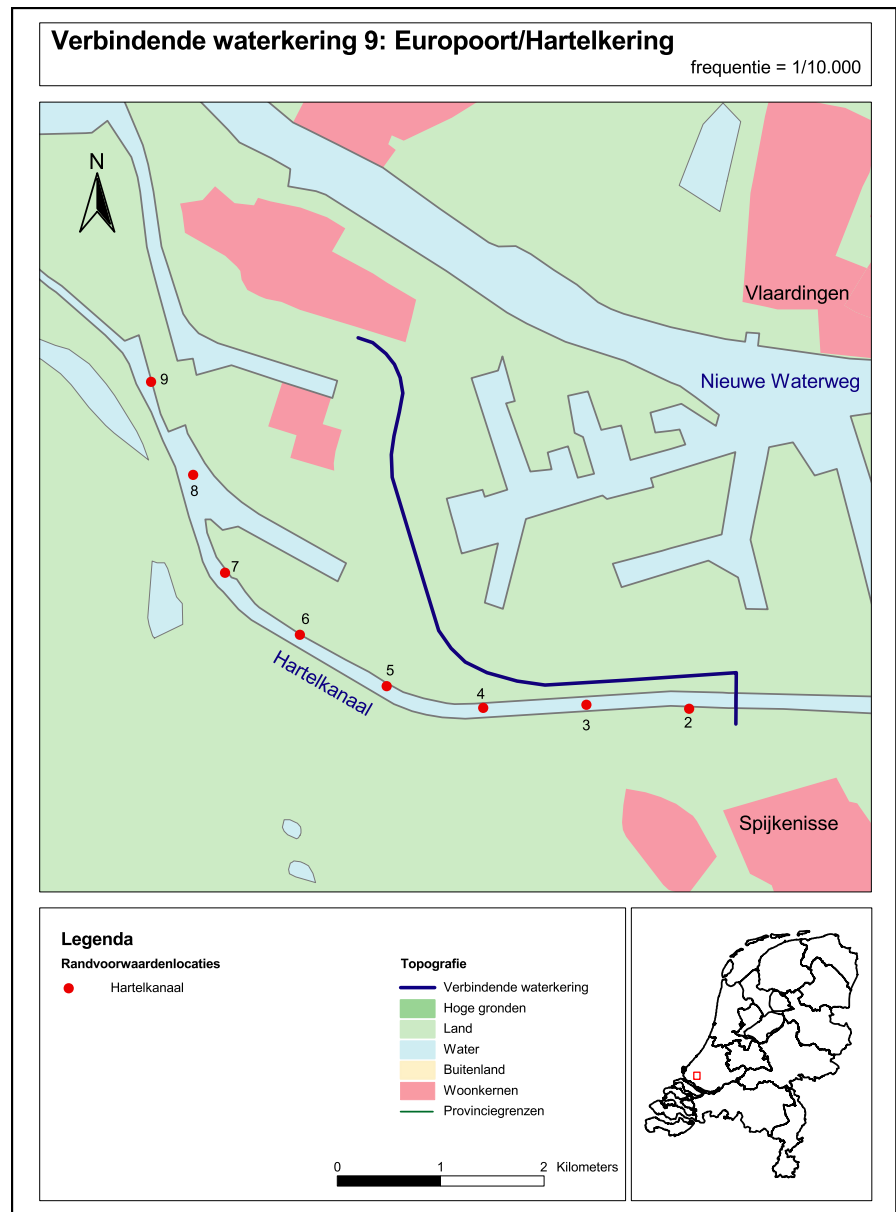 Verbindende waterkering 9: Europoort/Hartelkering
frequentie = 1/10.000
N
Vlaardingen
Nieuwe Waterweg
9
8
7
6
5
4
3
2
Hartelkanaal
Spijkenisse
Legenda
Randvoorwaardenlocaties
Hartelkanaal
Topografie
Verbindende waterkering
Hoge gronden
Land
Water
Buitenland
Woonkernen
Provinciegrenzen
0 1 2 Kilometers